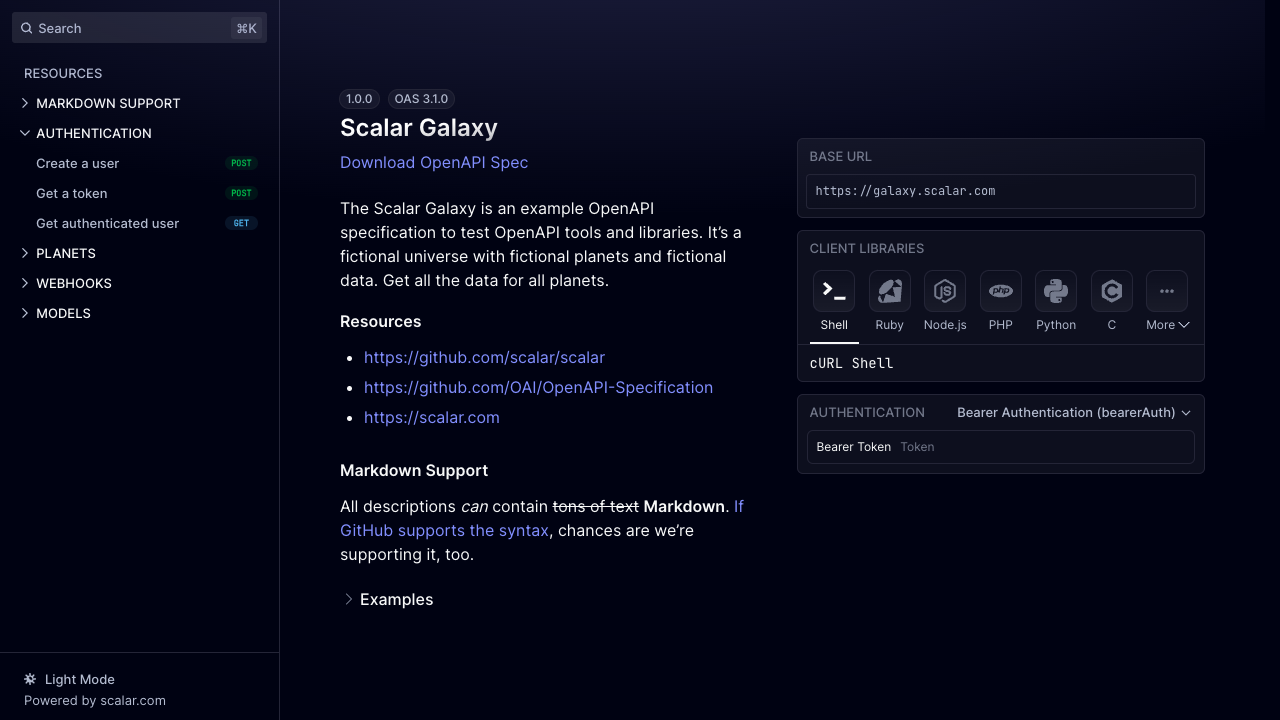 Search ⌘K
RESOURCES
MARKDOWN SUPPORT
AUTHENTICATION
Create a user POST
Get a token POST
Get authenticated user GET
PLANETS
WEBHOOKS
MODELS
Light Mode
Powered by scalar.com
1.0.0 OAS 3.1.0
Scalar Galaxy
Download OpenAPI Spec
The Scalar Galaxy is an example OpenAPI
specification to test OpenAPI tools and libraries. It’s a
fictional universe with fictional planets and fictional
data. Get all the data for all planets.
Resources
https://github.com/scalar/scalar
https://github.com/OAI/OpenAPI-Specification
https://scalar.com
Markdown Support
All descriptions can contain tons of text Markdown. If
GitHub supports the syntax, chances are we’re
supporting it, too.
Examples
BASE URL
https://galaxy.scalar.com
CLIENT LIBRARIES
JS php C
Shell Ruby Node.js PHP Python C More
cURL Shell
AUTHENTICATION Bearer Authentication (bearerAuth)
Bearer Token Token